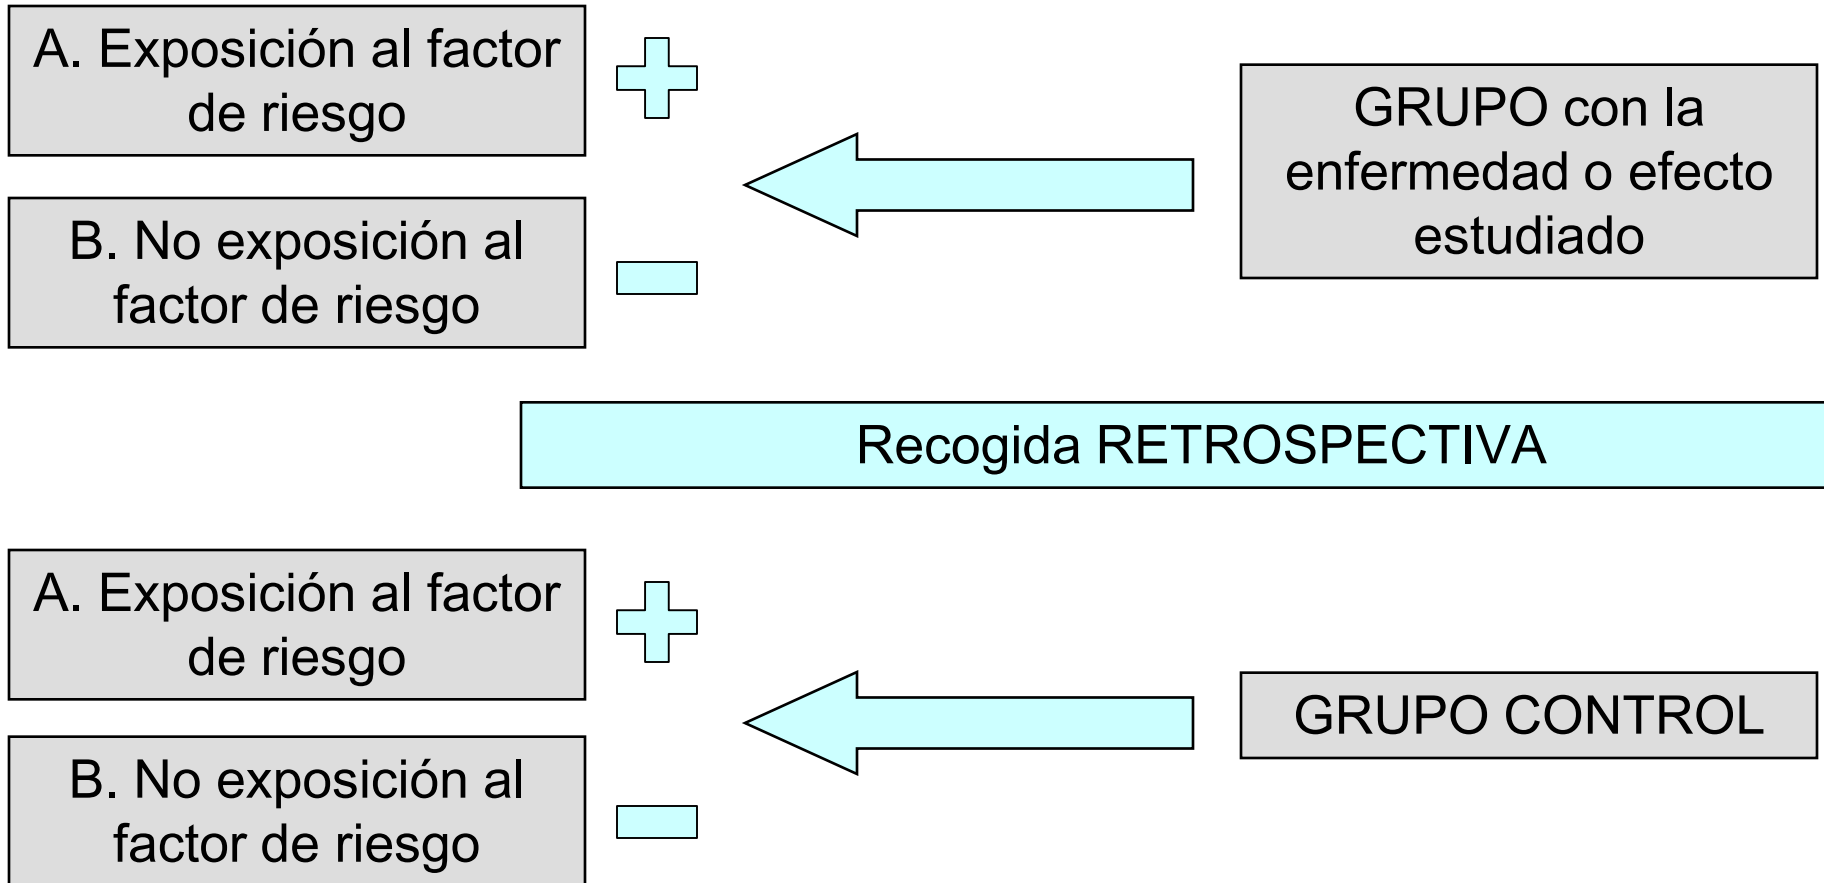 A. Exposición al factor
de riesgo
B. No exposición al
factor de riesgo
GRUPO con la
enfermedad o efecto
estudiado
Recogida RETROSPECTIVA
A. Exposición al factor
de riesgo
B. No exposición al
factor de riesgo
GRUPO CONTROL